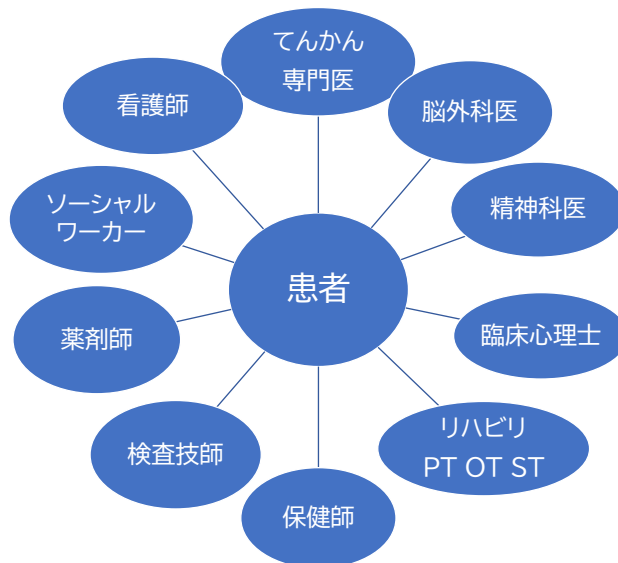 てんかん
専門医
脳外科医
精神科医
臨床心理士
リハビリ
PT OT ST
保健師
検査技師
薬剤師
ソーシャル
ワーカー
看護師
患者